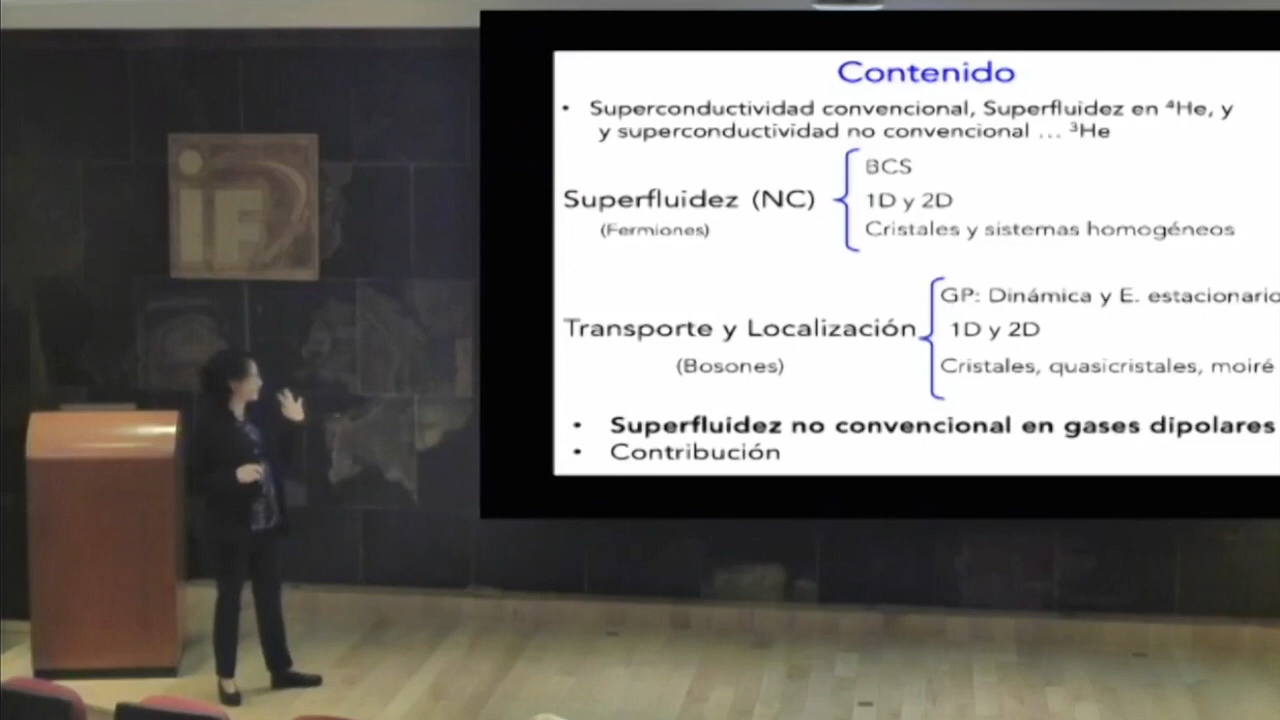 Contenido
• Superconductividad convencional, Superfluidez en ⁴He, y
y superconductividad no convencional ... ³He
BCS
Superfluidez (NC)
1D y 2D
(Fermiones)
Cristales y sistemas homogéneos
GP: Dinámica y E. estacionario
Transporte y Localización
1D y 2D
(Bosones)
Cristales, quasicristales, moiré
• Superfluidez no convencional en gases dipolares
• Contribución
iF